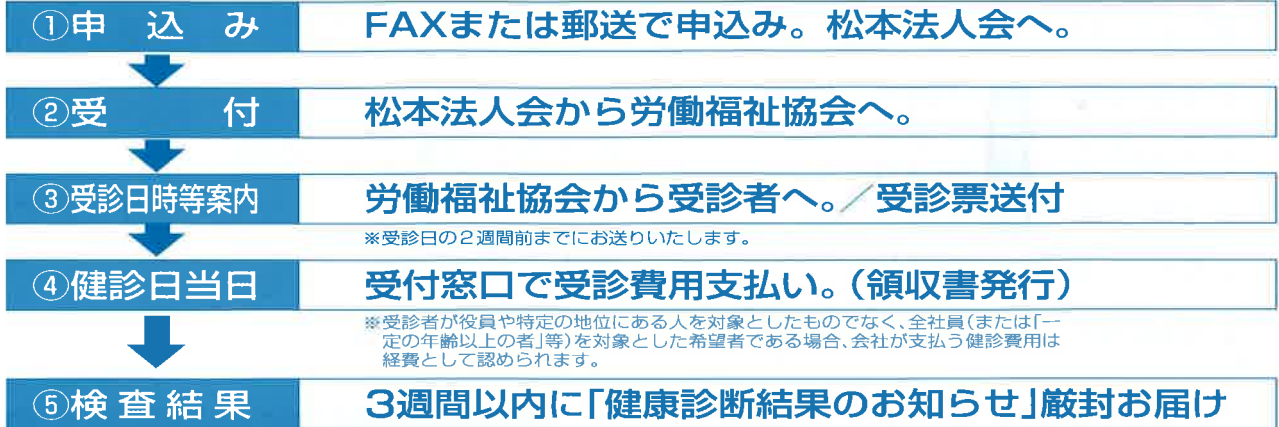 ①申込み FAXまたは郵送で申込み。松本法人会へ。
②受付 松本法人会から労働福祉協会へ。
③受診日時等案内 労働福祉協会から受診者へ。／受診票送付
※受診日の2週間前までにお送りいたします。
④健診日当日 受付窓口で受診費用支払い。（領収書発行）
※受診者が役員や特定の地位にある人を対象としたものでなく、全社員（または「一
定の年齢以上の者」等）を対象とした希望者である場合、会社が支払う健診費用は
経費として認められます。
⑤検査結果 3週間以内に「健康診断結果のお知らせ」厳封お届け